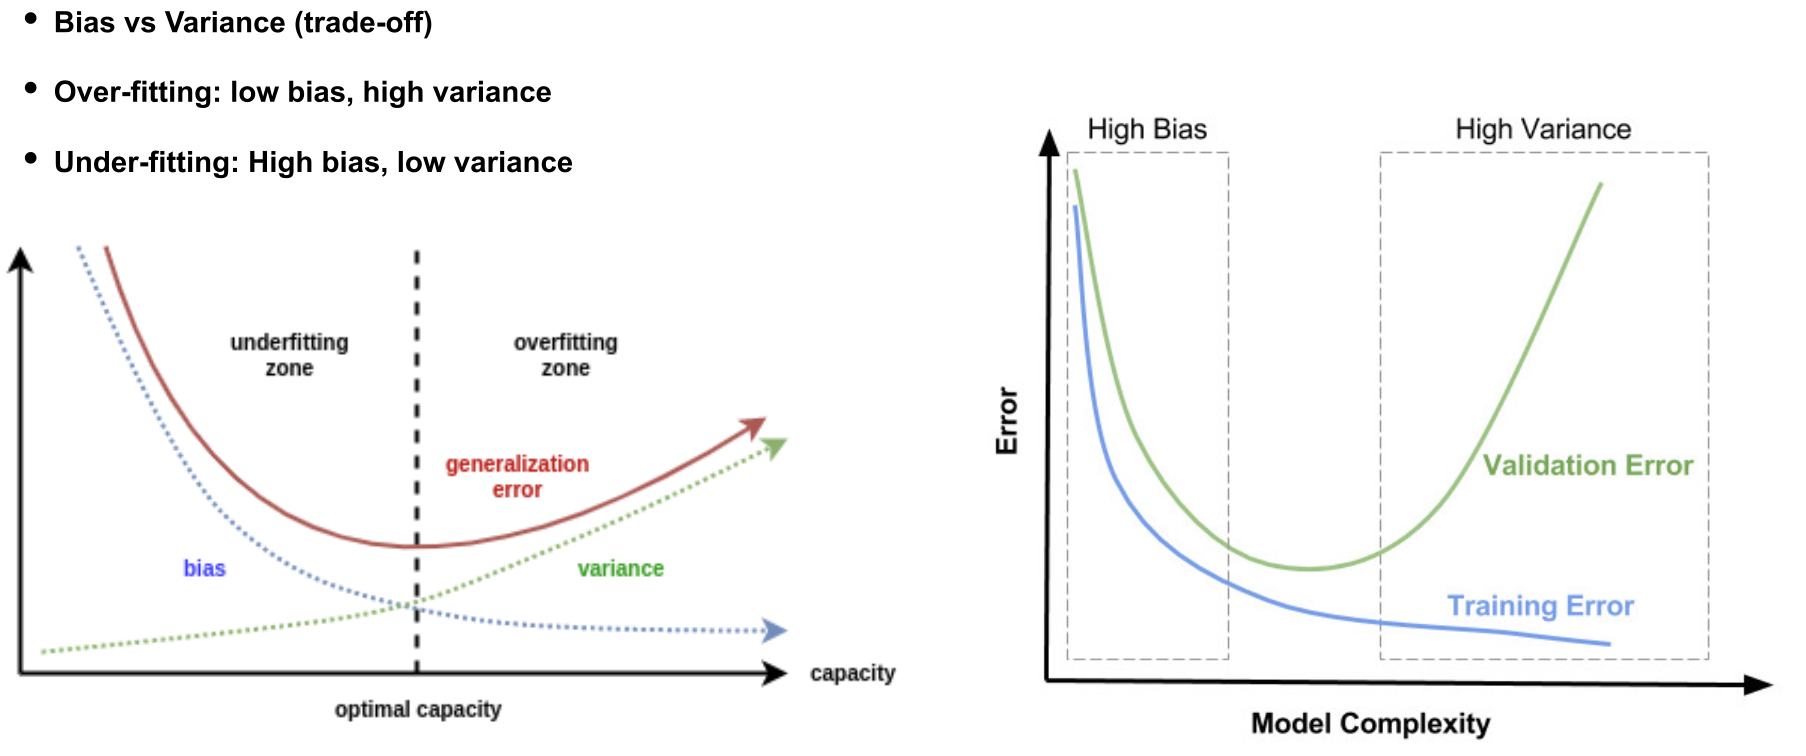 • Bias vs Variance (trade-off)
• Over-fitting: low bias, high variance
• Under-fitting: High bias, low variance
underfitting
zone
overfitting
zone
generalization
error
bias
variance
capacity
optimal capacity
High Bias
High Variance
Error
Validation Error
Training Error
Model Complexity